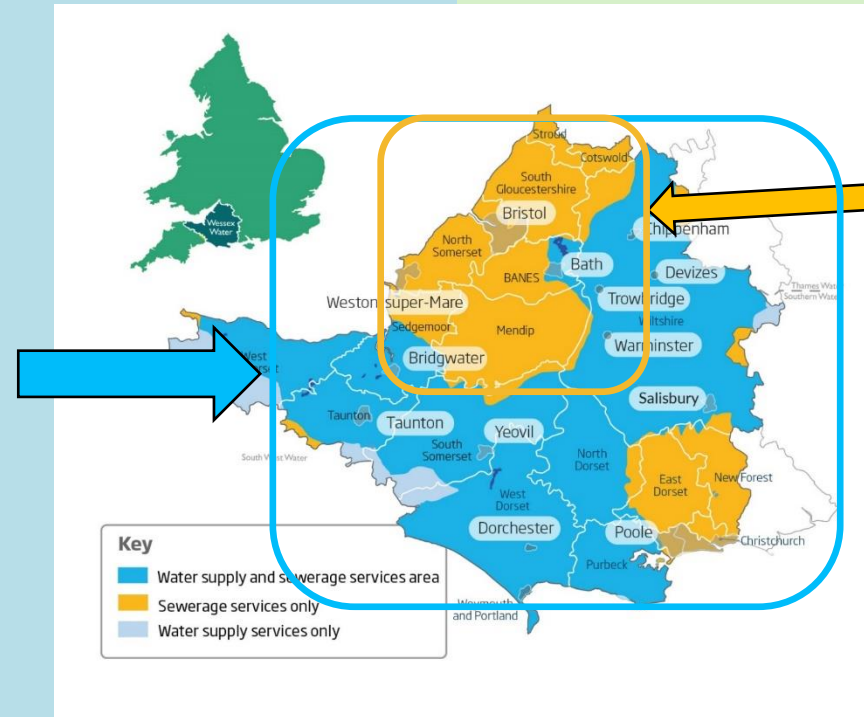 Wessex
Water
Stroud
Cotswold
South
Gloucestershire
Bristol
Chippenham
North
Somerset
Bath
BANES
Devizes
Thames Water
Southern Water
Weston-super-Mare
Trowbridge
Wiltshire
Sedgemoor
Mendip
Warminster
Bridgwater
West
Somerset
Salisbury
Taunton
Taunton
Yeovil
South West Water
South
Somerset
North
Dorset
East
Dorset
New Forest
West
Dorset
Dorchester
Poole
Christchurch
Purbeck
Weymouth
and Portland
Key
Water supply and sewerage services area
Sewerage services only
Water supply services only